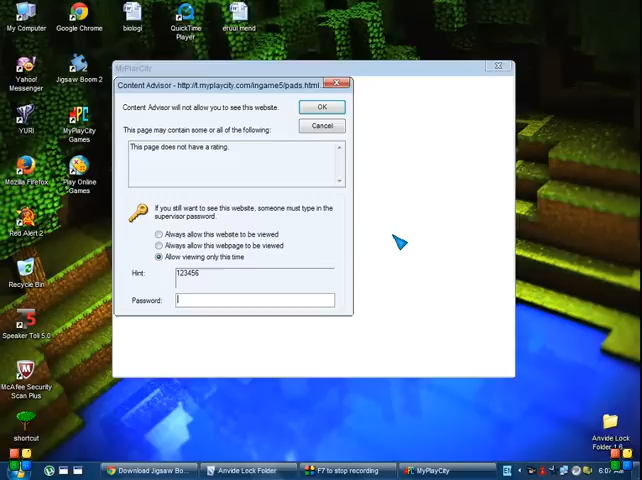 My Computer
Google Chrome
biologi
QuickTime
Player
eruul mend
Yahoo!
Messenger
Jigsaw Boom 2
YURI
MyPlayCity
Games
Mozilla Firefox
Play Online
Games
Red Alert 2
Recycle Bin
Speaker Toli 5.0
McAfee Security
Scan Plus
shortcut
Anvide Lock
Folder 1.6
MyPlayCity
Content Advisor - http://t.myplaycity.com/ingame5/pads.html
Content Advisor will not allow you to see this website.
OK
Cancel
This page may contain some or all of the following:
This page does not have a rating.
If you still want to see this website, someone must type in the
supervisor password.
Always allow this website to be viewed
Always allow this webpage to be viewed
Allow viewing only this time
Hint:
123456
Password:
Download Jigsaw Bo...
Anvide Lock Folder
F7 to stop recording
MyPlayCity